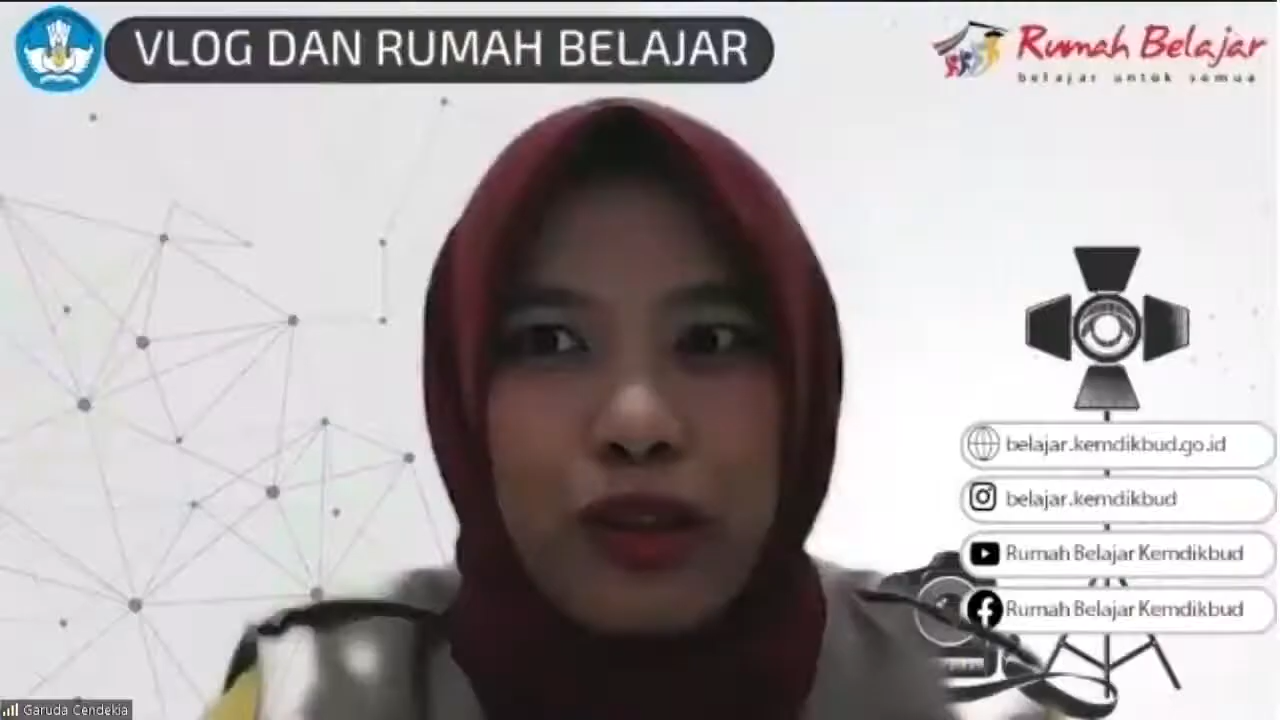 VLOG DAN RUMAH BELAJAR
Rumah Belajar
belajar untuk semua
belajar.kemdikbud.go.id
belajar.kemdikbud
Rumah Belajar Kemdikbud
Rumah Belajar Kemdikbud
Garuda Cendekia